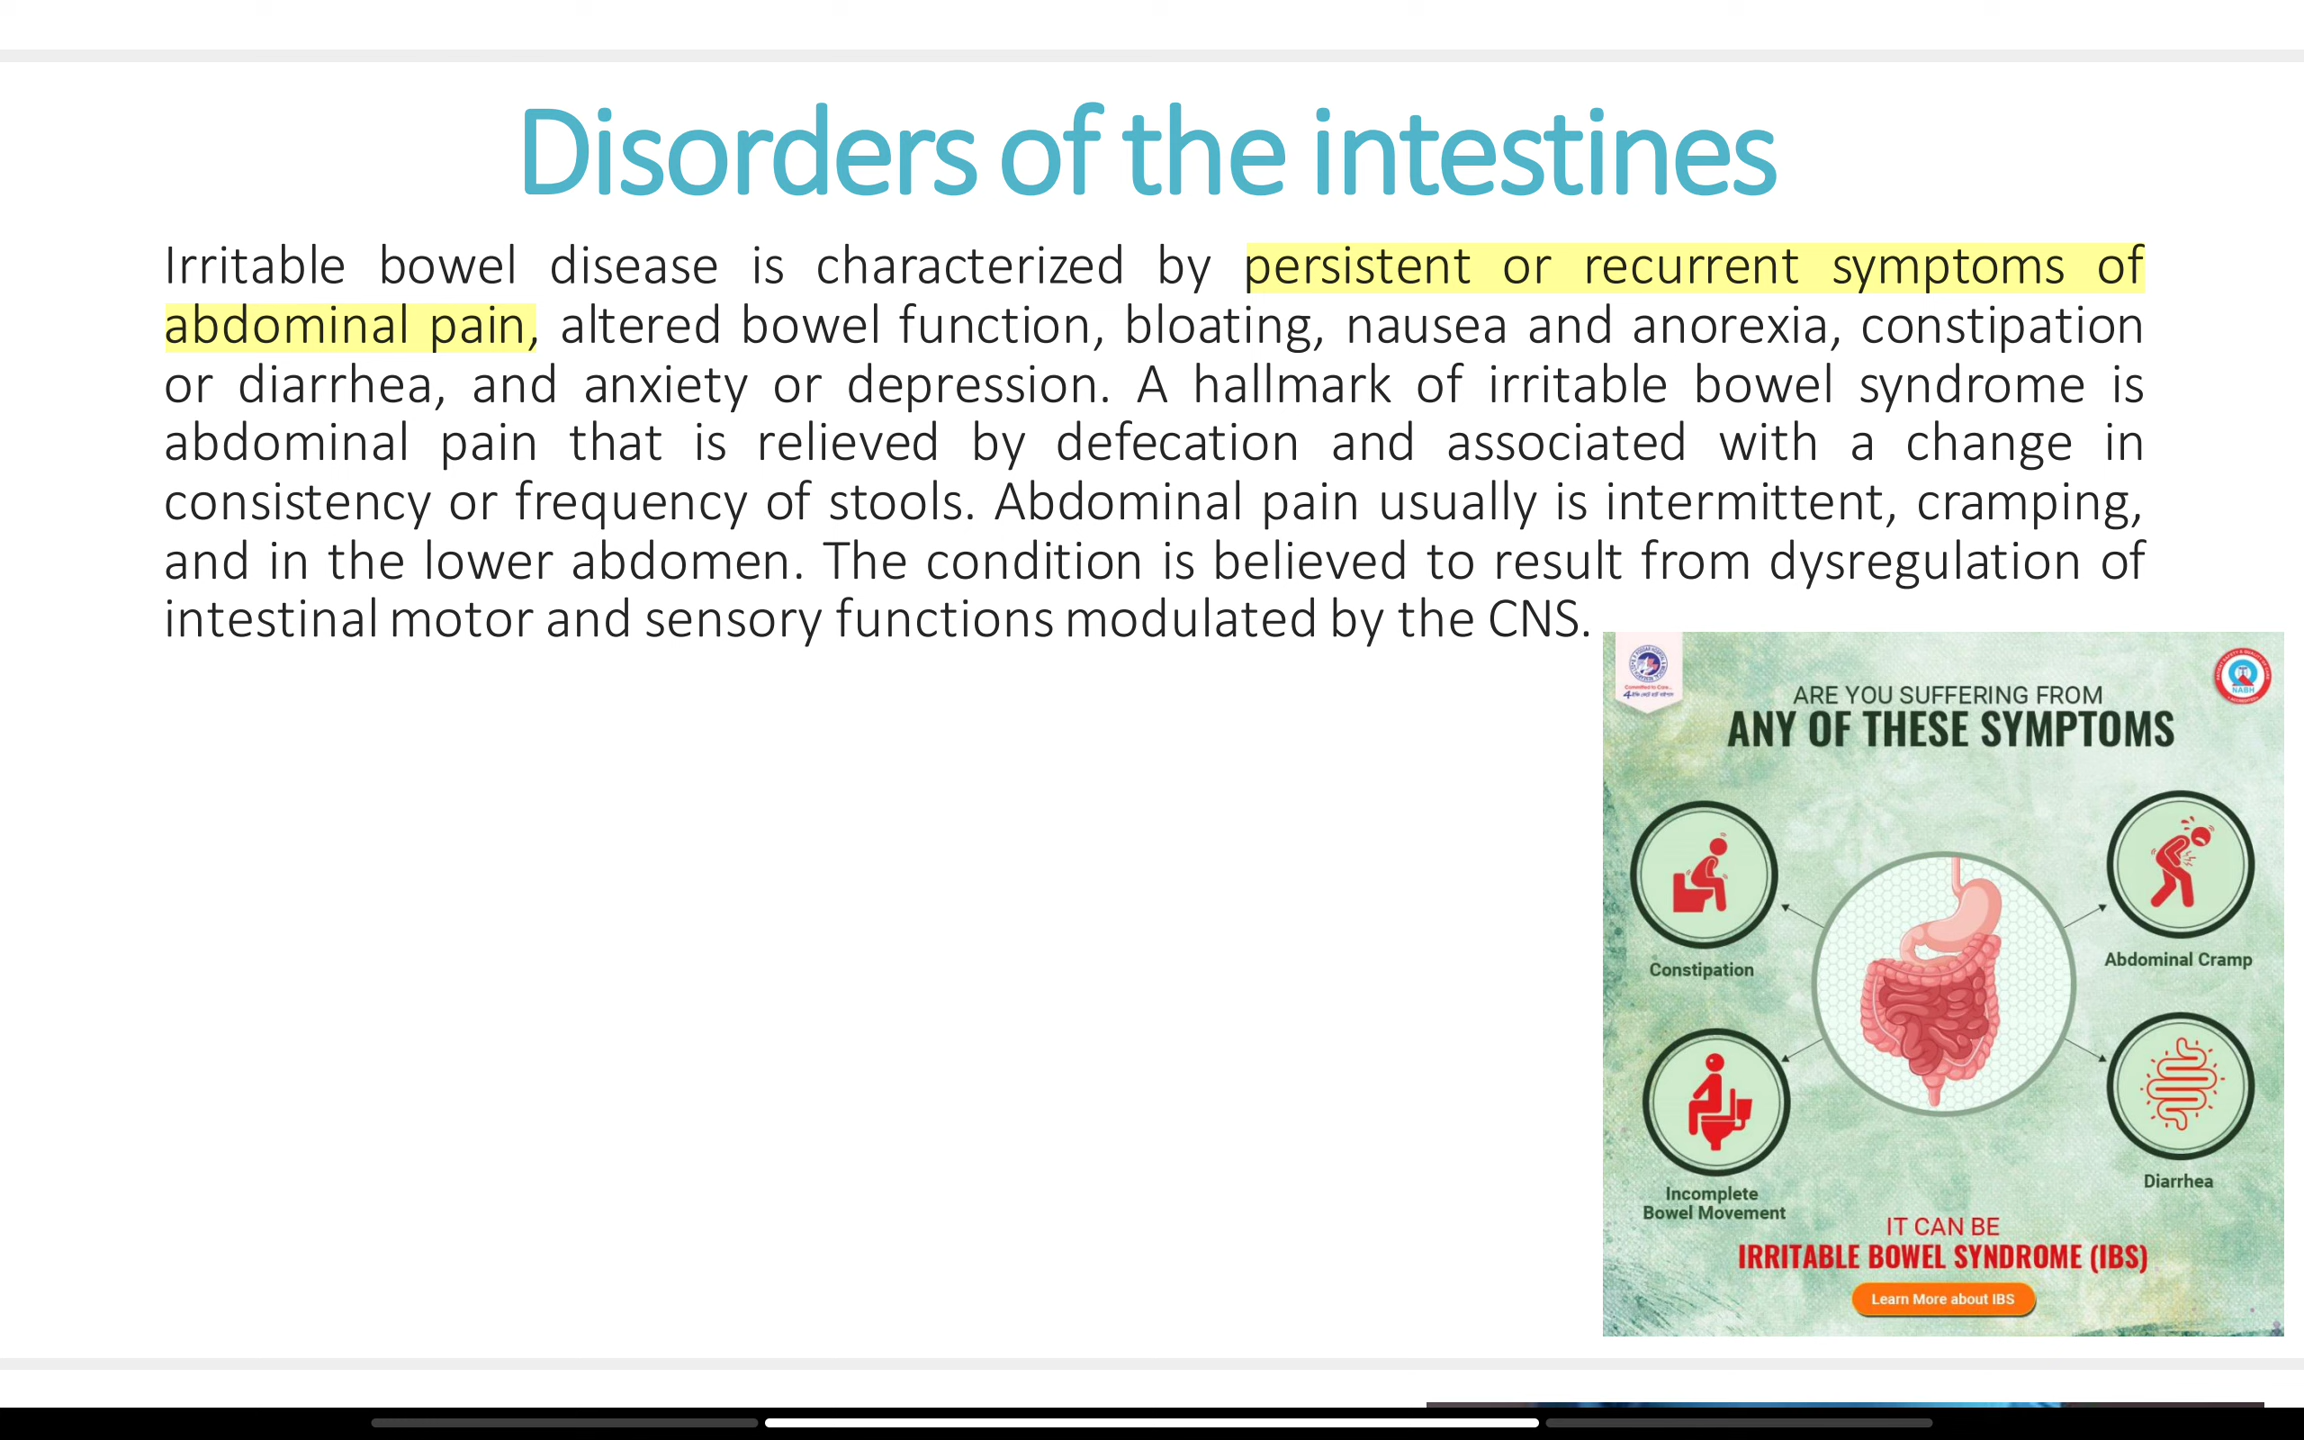 Disorders of the intestines
Irritable bowel disease is characterized by persistent or recurrent symptoms of
abdominal pain, altered bowel function, bloating, nausea and anorexia, constipation
or diarrhea, and anxiety or depression. A hallmark of irritable bowel syndrome is
abdominal pain that is relieved by defecation and associated with a change in
consistency or frequency of stools. Abdominal pain usually is intermittent, cramping,
and in the lower abdomen. The condition is believed to result from dysregulation of
intestinal motor and sensory functions modulated by the CNS.
Committed to Care...
NABH
ARE YOU SUFFERING FROM
ANY OF THESE SYMPTOMS
Constipation
Abdominal Cramp
Incomplete
Bowel Movement
Diarrhea
IT CAN BE
IRRITABLE BOWEL SYNDROME (IBS)
Learn More about IBS